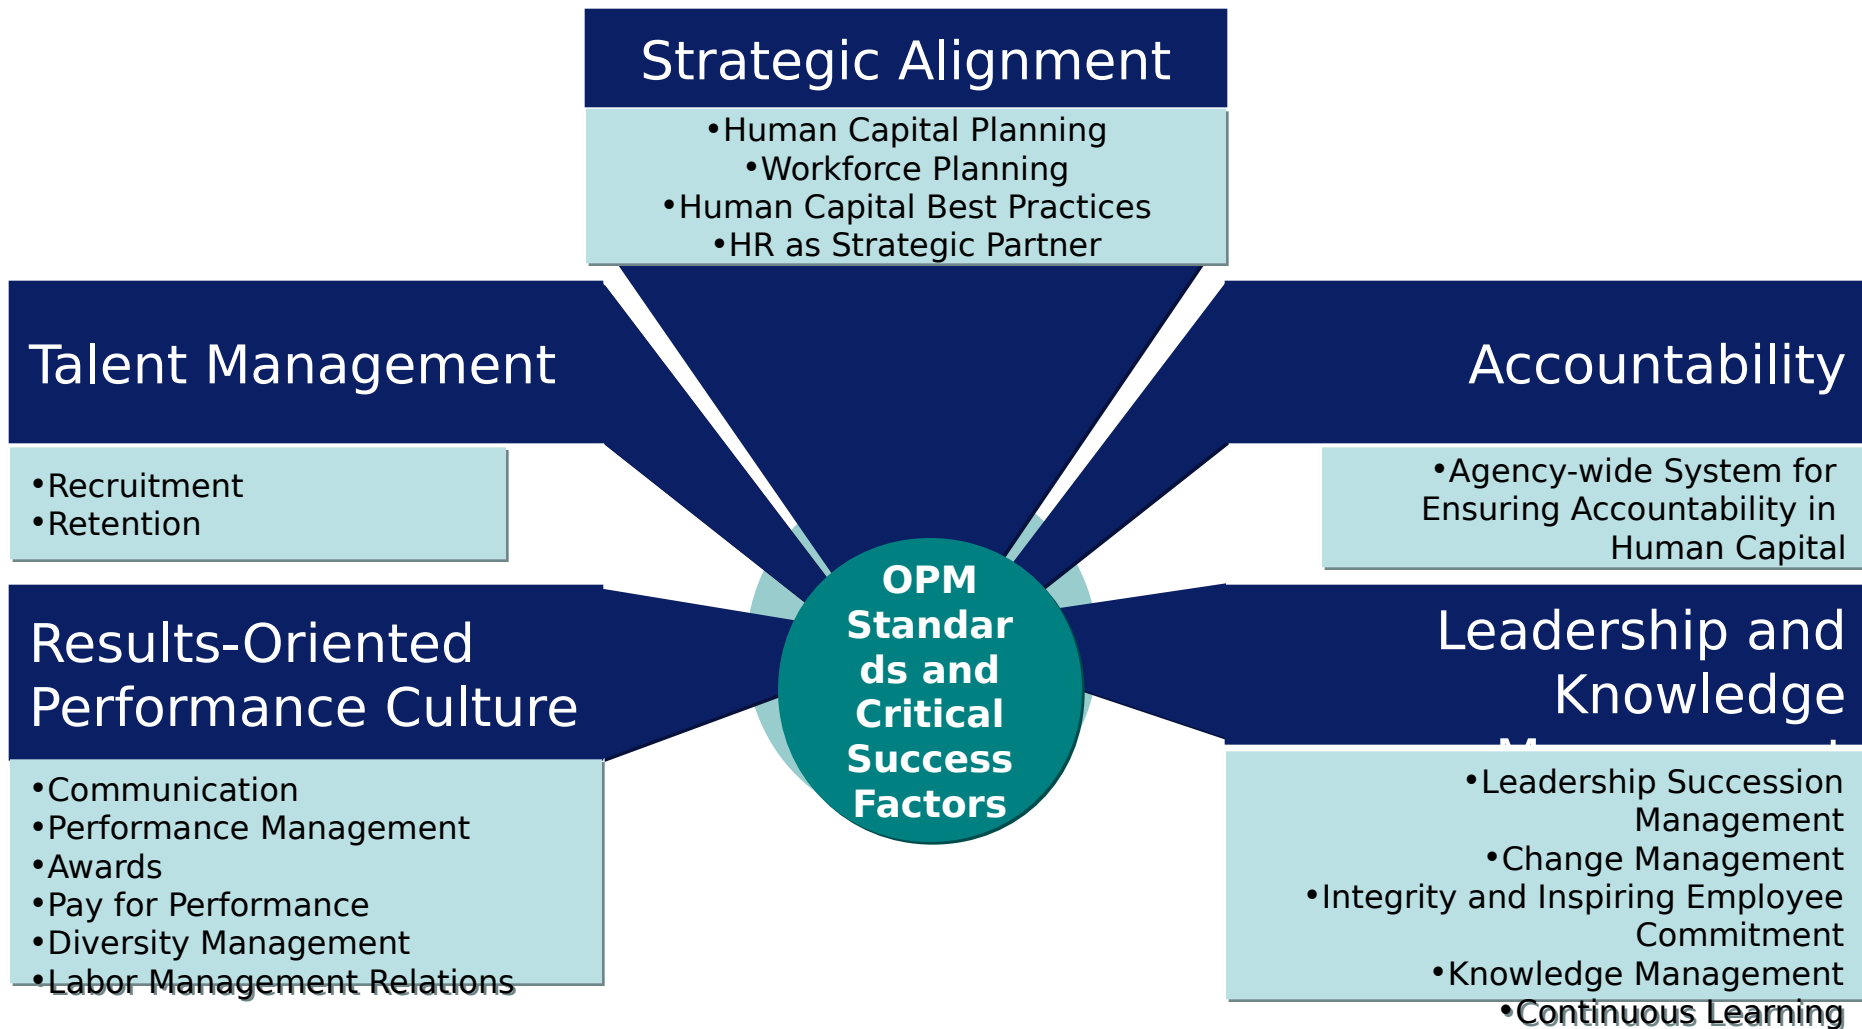 Strategic Alignment
•Human Capital Planning
•Workforce Planning
•Human Capital Best Practices
•HR as Strategic Partner
Talent Management
•Recruitment
•Retention
Accountability
•Agency-wide System for
Ensuring Accountability in
Human Capital
Results-Oriented
Performance Culture
•Communication
•Performance Management
•Awards
•Pay for Performance
•Diversity Management
•Labor Management Relations
OPM
Standar
ds and
Critical
Success
Factors
Leadership and
Knowledge
•Leadership Succession
Management
•Change Management
•Integrity and Inspiring Employee
Commitment
•Knowledge Management
•Continuous Learning